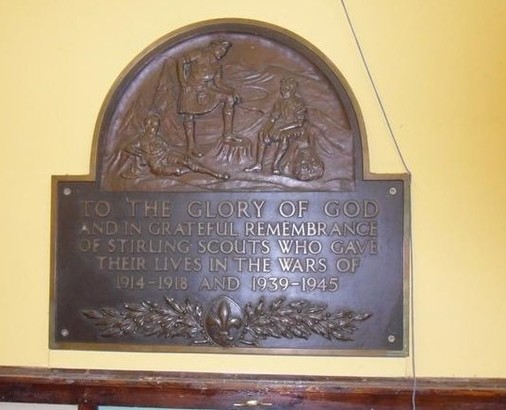 TO THE GLORY OF GOD
AND IN GRATEFUL REMEMBRANCE
OF STIRLING SCOUTS WHO GAVE
THEIR LIVES IN THE WARS OF
1914-1918 AND 1939-1945